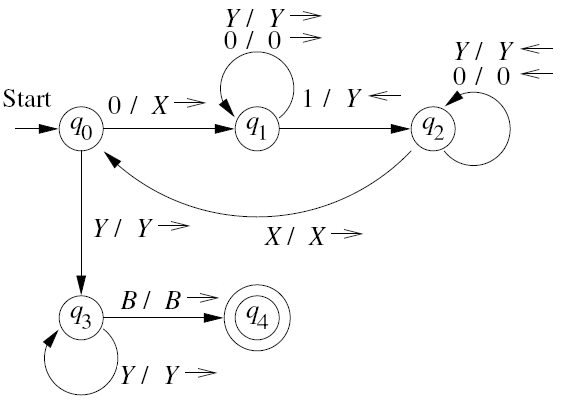 Y / Y →
0 / 0 →
Y / Y ←
0 / 0 ←
Start
0 / X →
1 / Y ←
q0
q1
q2
Y / Y →
X / X →
B / B →
q3
q4
Y / Y →